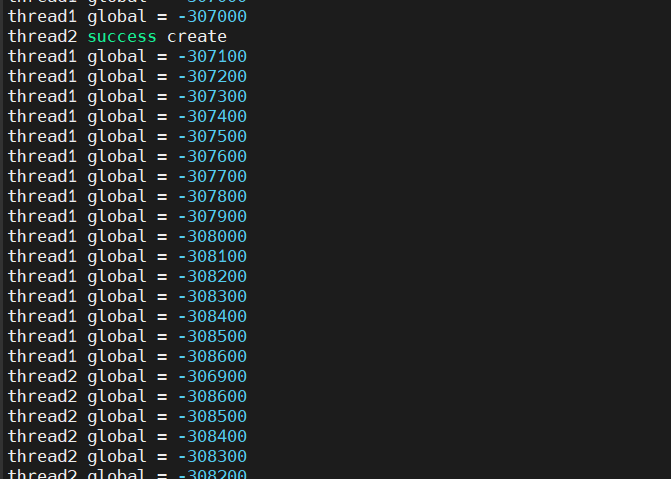 thread1 global = -307000
thread2 success create
thread1 global = -307100
thread1 global = -307200
thread1 global = -307300
thread1 global = -307400
thread1 global = -307500
thread1 global = -307600
thread1 global = -307700
thread1 global = -307800
thread1 global = -307900
thread1 global = -308000
thread1 global = -308100
thread1 global = -308200
thread1 global = -308300
thread1 global = -308400
thread1 global = -308500
thread1 global = -308600
thread2 global = -306900
thread2 global = -308600
thread2 global = -308500
thread2 global = -308400
thread2 global = -308300
thread2 global = -308200